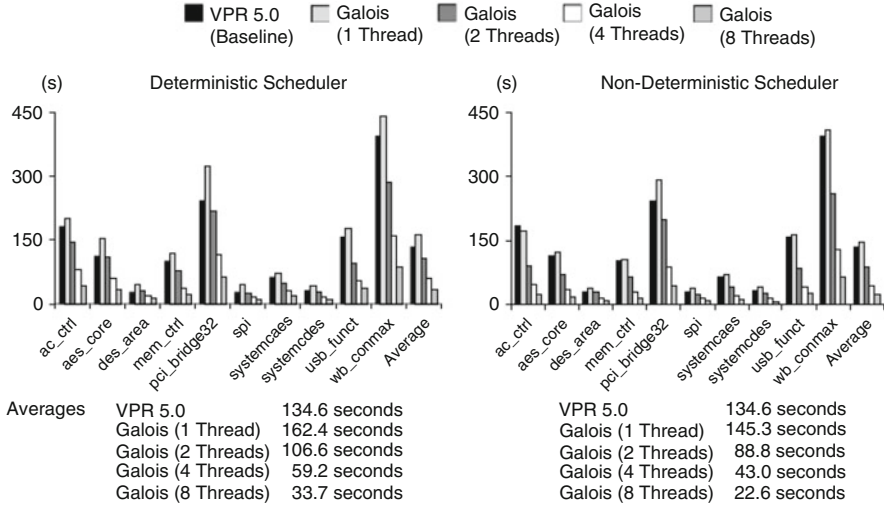 VPR 5.0 (Baseline)
Galois (1 Thread)
Galois (2 Threads)
Galois (4 Threads)
Galois (8 Threads)
(s)
Deterministic Scheduler
450
300
150
0
ac_ctrl
aes_core
des_area
mem_ctrl
pci_bridge32
spi
systemcaes
systemcdes
usb_funct
wb_conmax
Average
Averages
VPR 5.0 134.6 seconds
Galois (1 Thread) 162.4 seconds
Galois (2 Threads) 106.6 seconds
Galois (4 Threads) 59.2 seconds
Galois (8 Threads) 33.7 seconds
(s)
Non-Deterministic Scheduler
450
300
150
0
ac_ctrl
aes_core
des_area
mem_ctrl
pci_bridge32
spi
systemcaes
systemcdes
usb_funct
wb_conmax
Average
VPR 5.0 134.6 seconds
Galois (1 Thread) 145.3 seconds
Galois (2 Threads) 88.8 seconds
Galois (4 Threads) 43.0 seconds
Galois (8 Threads) 22.6 seconds